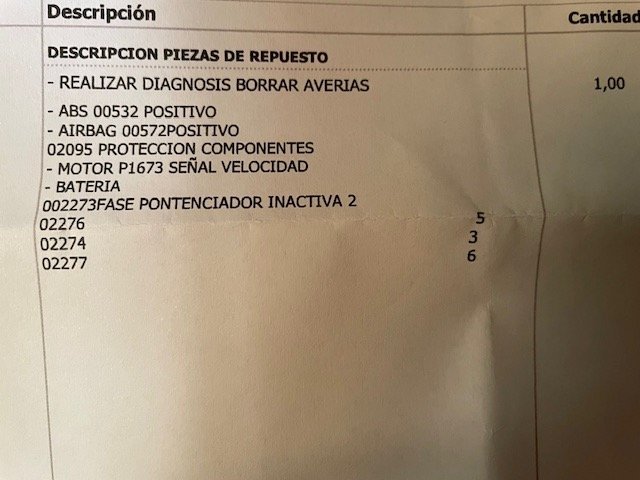 Descripción
Cantidad
DESCRIPCION PIEZAS DE REPUESTO
- REALIZAR DIAGNOSIS BORRAR AVERIAS 1,00
- ABS 00532 POSITIVO
- AIRBAG 00572POSITIVO
02095 PROTECCION COMPONENTES
- MOTOR P1673 SEÑAL VELOCIDAD
- BATERIA
002273FASE PONTENCIADOR INACTIVA 2
02276 5
02274 3
02277 6